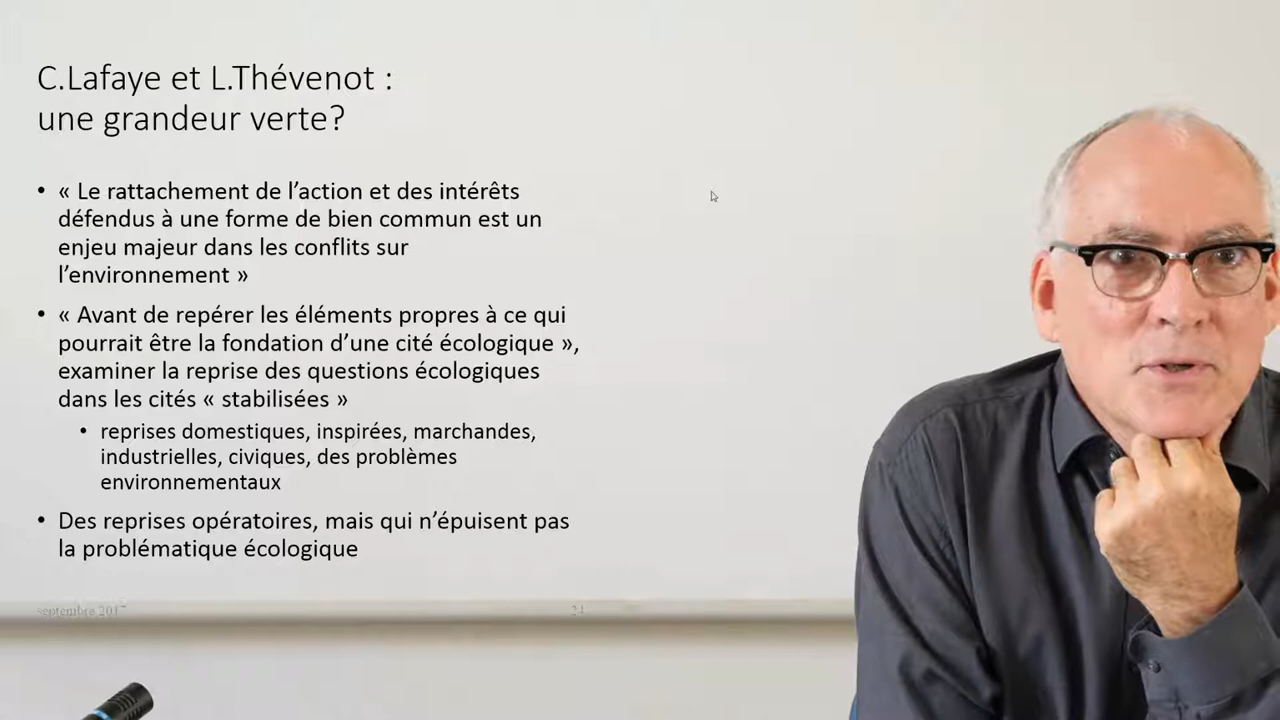 C.Lafaye et L.Thévenot :
une grandeur verte?
• « Le rattachement de l’action et des intérêts
défendus à une forme de bien commun est un
enjeu majeur dans les conflits sur
l’environnement »
• « Avant de repérer les éléments propres à ce qui
pourrait être la fondation d’une cité écologique »,
examiner la reprise des questions écologiques
dans les cités « stabilisées »
• reprises domestiques, inspirées, marchandes,
industrielles, civiques, des problèmes
environnementaux
• Des reprises opératoires, mais qui n’épuisent pas
la problématique écologique
septembre